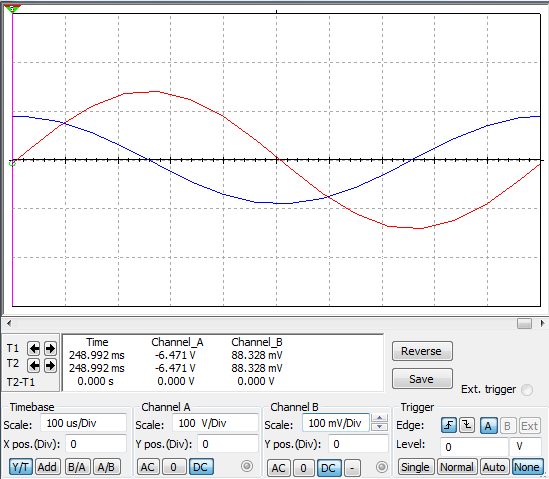 Time Channel_A Channel_B
T1 248.992 ms -6.471 V 88.328 mV
T2 248.992 ms -6.471 V 88.328 mV
T2-T1 0.000 s 0.000 V 0.000 V
Reverse
Save
Ext. trigger
Timebase Channel A Channel B Trigger
Scale: 100 us/Div Scale: 100 V/Div Scale: 100 mV/Div Edge: A B Ext
X pos.(Div): 0 Y pos.(Div): 0 Y pos.(Div): 0 Level: 0 V
Y/T Add B/A A/B AC 0 DC AC 0 DC - Single Normal Auto None